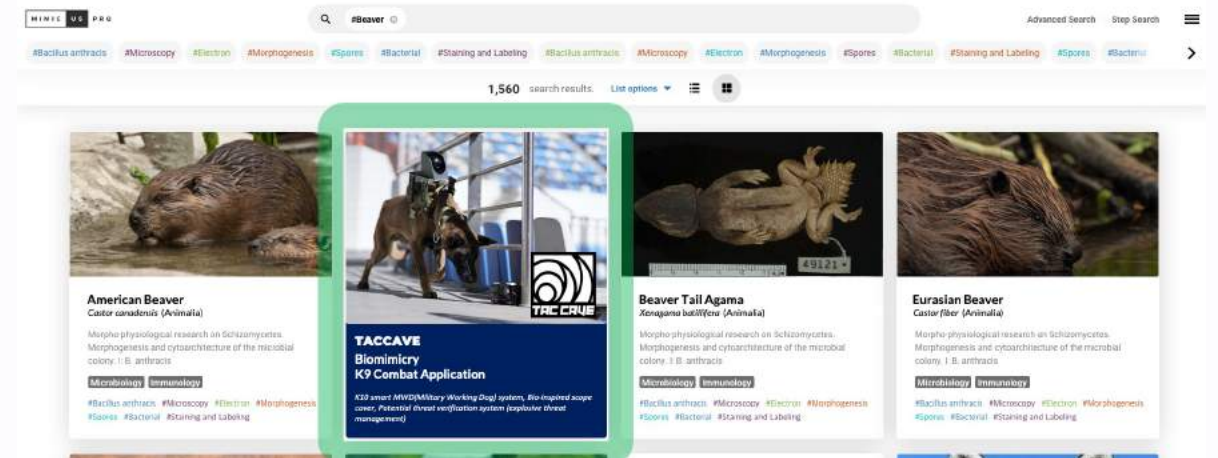 MIMIC US PRO
#Beaver
Advanced Search Step Search
#Bacillus anthracis #Microscopy #Electron #Morphogenesis #Spores #Bacterial #Staining and Labeling #Bacillus anthracis #Microscopy #Electron #Morphogenesis #Spores #Bacterial #Staining and Labeling #Spores #Bacteria
1,560 search results. List options
American Beaver
Castor canadensis (Animalia)
Morpho-physiological research on Schizomycetes.
Morphogenesis and cytoarchitecture of the microbial
colony. I: B. anthracis
Microbiology Immunology
#Bacillus anthracis #Microscopy #Electron #Morphogenesis
#Spores #Bacterial #Staining and Labeling
TAC CAVE
TACCAVE
Biomimicry
K9 Combat Application
K10 smart MWD(Military Working Dog) system, Bio-inspired scope
cover, Potential threat verification system (explosive threat
management)
49121
Beaver Tail Agama
Xenagama batillifera (Animalia)
Morpho-physiological research on Schizomycetes.
Morphogenesis and cytoarchitecture of the microbial
colony. I: B. anthracis
Microbiology Immunology
#Bacillus anthracis #Microscopy #Electron #Morphogenesis
#Spores #Bacterial #Staining and Labeling
Eurasian Beaver
Castor fiber (Animalia)
Morpho-physiological research on Schizomycetes.
Morphogenesis and cytoarchitecture of the microbial
colony. I: B. anthracis
Microbiology Immunology
#Bacillus anthracis #Microscopy #Electron #Morphogenesis
#Spores #Bacterial #Staining and Labeling